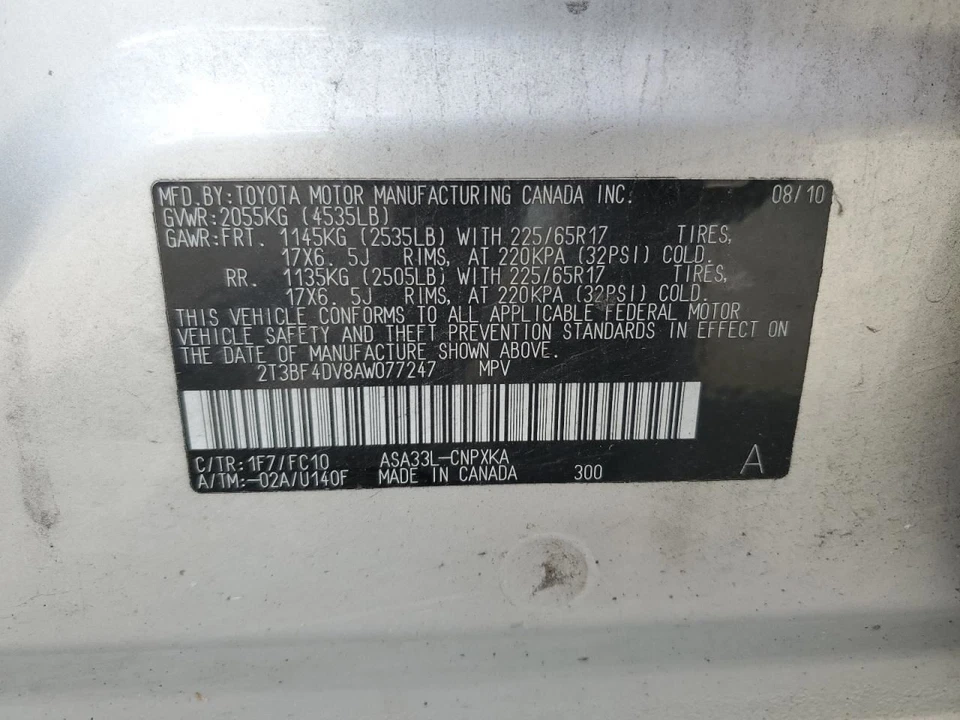 MFD.BY:TOYOTA MOTOR MANUFACTURING CANADA INC. 08/10
GVWR:2055KG (4535LB)
GAWR:FRT. 1145KG (2535LB) WITH 225/65R17 TIRES,
17X6.5J RIMS, AT 220KPA (32PSI) COLD.
RR. 1135KG (2505LB) WITH 225/65R17 TIRES,
17X6.5J RIMS, AT 220KPA (32PSI) COLD.
THIS VEHICLE CONFORMS TO ALL APPLICABLE FEDERAL MOTOR
VEHICLE SAFETY AND THEFT PREVENTION STANDARDS IN EFFECT ON
THE DATE OF MANUFACTURE SHOWN ABOVE.
2T3BF4DV8AW077247 MPV
C/TR:1F7/FC10 ASA33L-CNPXKA A
A/TM:-02A/U140F MADE IN CANADA 300